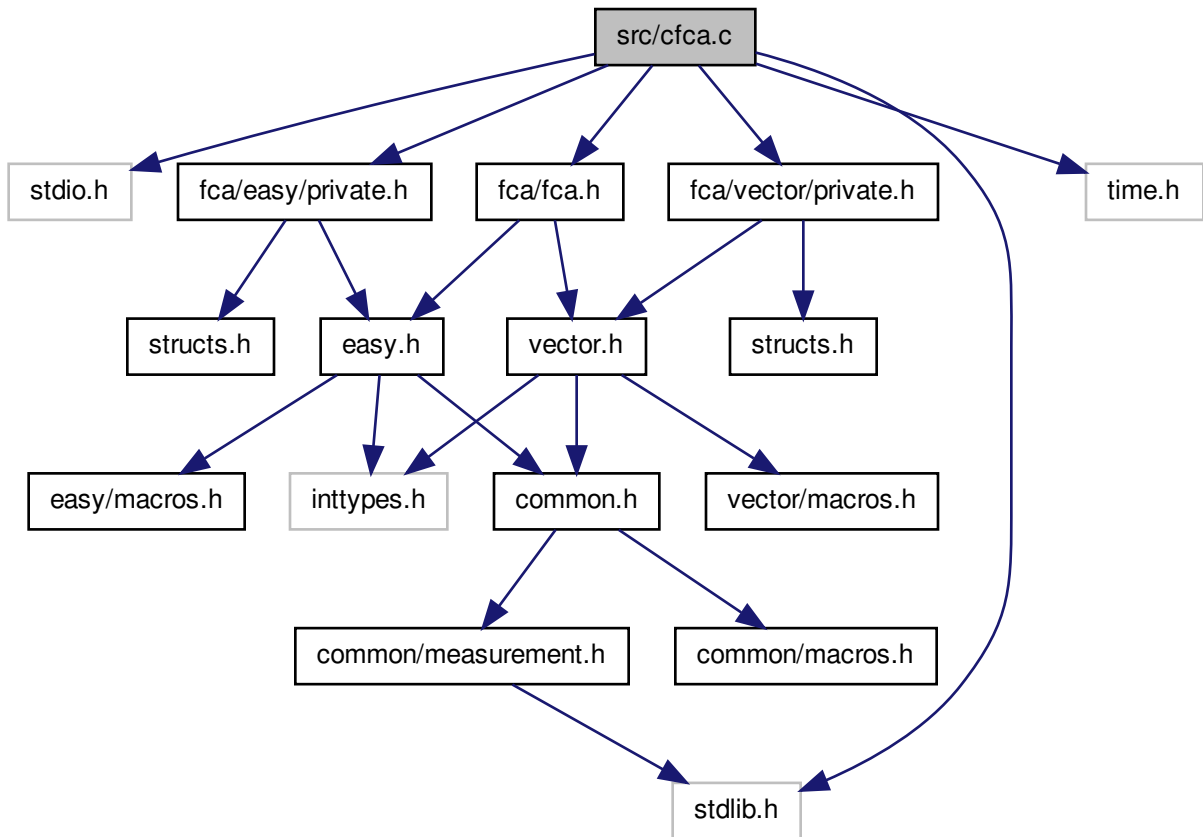 src/cfca.c
stdio.h
fca/easy/private.h
fca/fca.h
fca/vector/private.h
time.h
structs.h
easy.h
vector.h
structs.h
easy/macros.h
inttypes.h
common.h
vector/macros.h
common/measurement.h
common/macros.h
stdlib.h